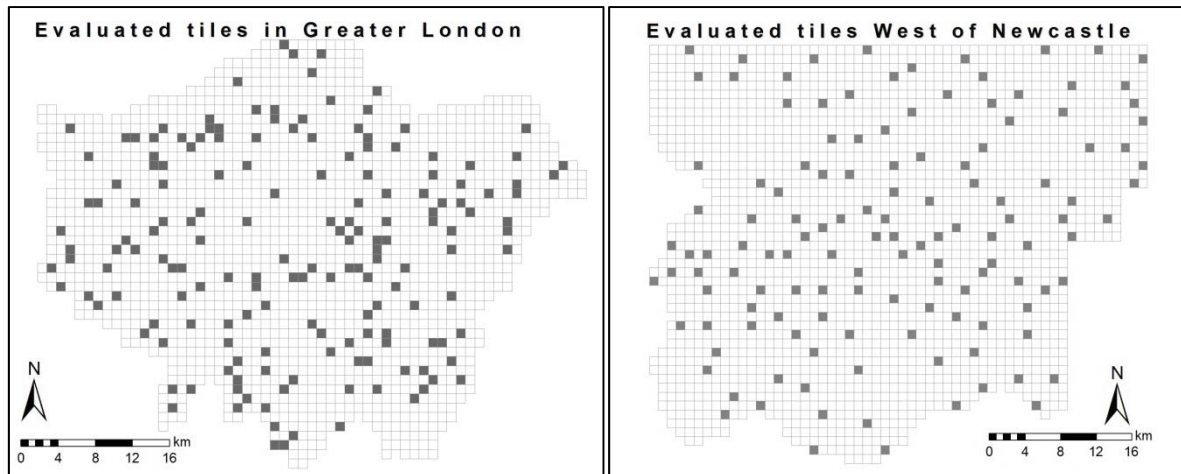 Evaluated tiles in Greater London
N
km
0 4 8 12 16
Evaluated tiles West of Newcastle
N
km
0 4 8 12 16